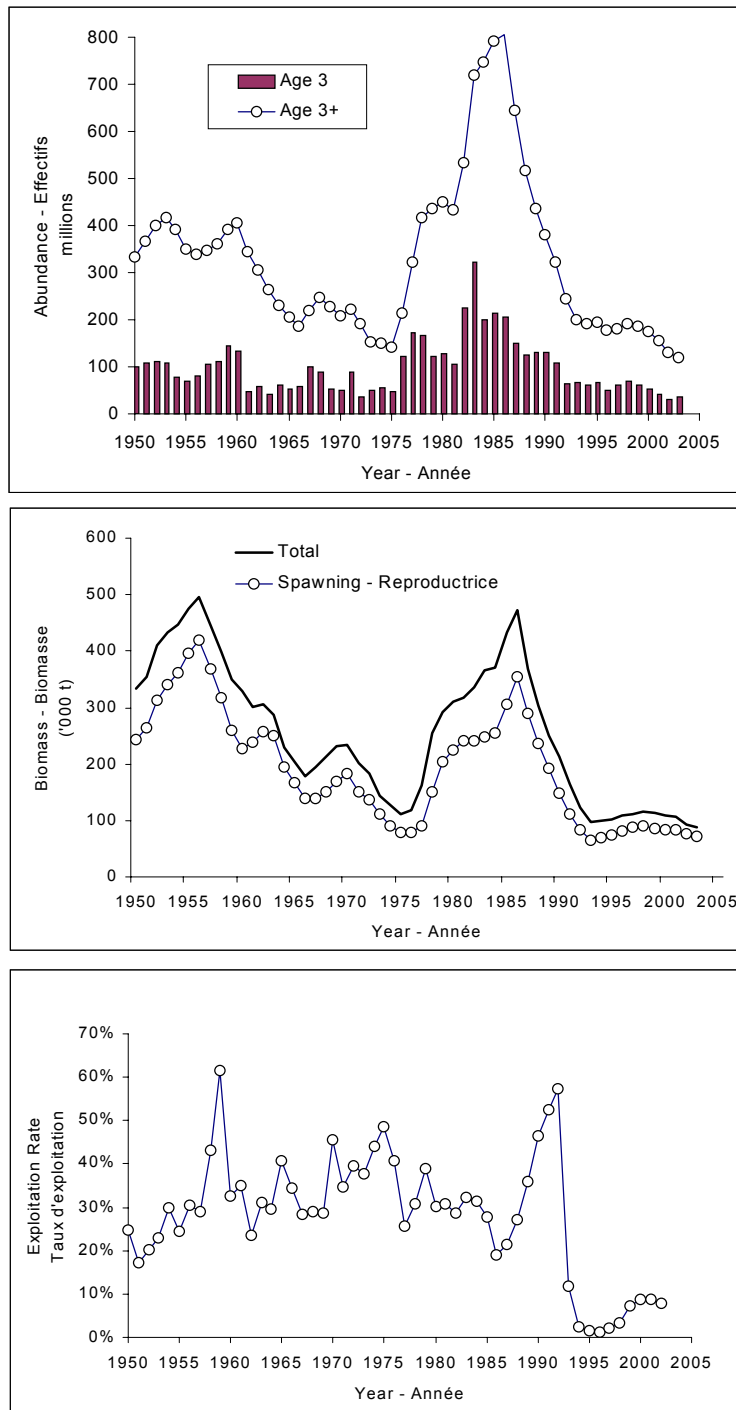 800
700
600
500
400
300
200
100
0
Abundance - Effectifs
millions
Age 3
Age 3+
1950 1955 1960 1965 1970 1975 1980 1985 1990 1995 2000 2005
Year - Année
600
500
400
300
200
100
0
Biomass - Biomasse
('000 t)
Total
Spawning - Reproductrice
1950 1955 1960 1965 1970 1975 1980 1985 1990 1995 2000 2005
Year - Année
70%
60%
50%
40%
30%
20%
10%
0%
Exploitation Rate
Taux d'exploitation
1950 1955 1960 1965 1970 1975 1980 1985 1990 1995 2000 2005
Year - Année